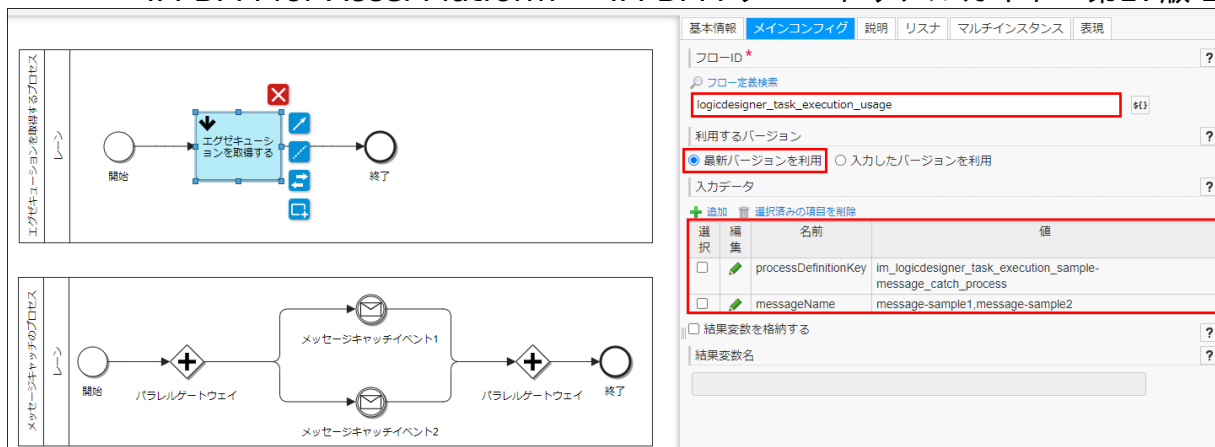 基本情報 メインコンフィグ 説明 リスナ マルチインスタンス 表現
フローID *
?
フロー定義検索
logicdesigner_task_execution_usage
${}
利用するバージョン
?
最新バージョンを利用 入力したバージョンを利用
入力データ
?
追加 選択済みの項目を削除
選択 編集 名前 値
processDefinitionKey im_logicdesigner_task_execution_sample-
message_catch_process
messageName message-sample1,message-sample2
結果変数を格納する
?
結果変数名
?
エグゼキューションを取得するプロセス
レーン
開始
エグゼキューシ
ョンを取得する
終了
メッセージキャッチのプロセス
レーン
開始
パラレルゲートウェイ
メッセージキャッチイベント1
メッセージキャッチイベント2
パラレルゲートウェイ
終了